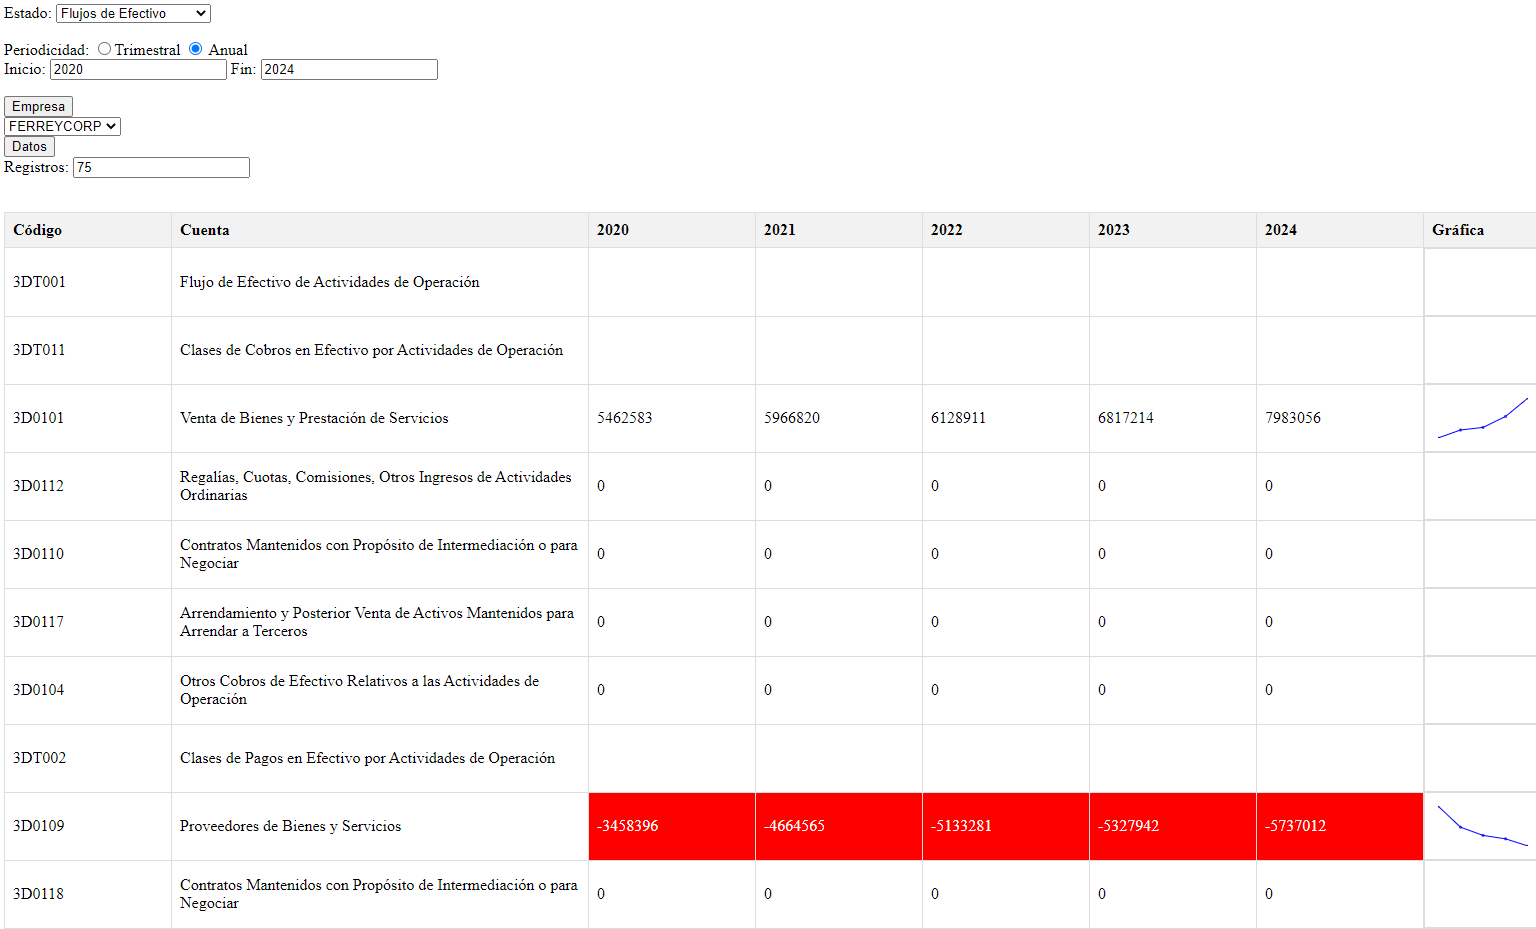 Estado: Flujos de Efectivo
Periodicidad: Trimestral Anual
Inicio: 2020 Fin: 2024
Empresa
FERREYCORP
Datos
Registros: 75
Código Cuenta 2020 2021 2022 2023 2024 Gráfica
3DT001 Flujo de Efectivo de Actividades de Operación
3DT011 Clases de Cobros en Efectivo por Actividades de Operación
3D0101 Venta de Bienes y Prestación de Servicios 5462583 5966820 6128911 6817214 7983056
3D0112 Regalías, Cuotas, Comisiones, Otros Ingresos de Actividades
Ordinarias 0 0 0 0 0
3D0110 Contratos Mantenidos con Propósito de Intermediación o para
Negociar 0 0 0 0 0
3D0117 Arrendamiento y Posterior Venta de Activos Mantenidos para
Arrendar a Terceros 0 0 0 0 0
3D0104 Otros Cobros de Efectivo Relativos a las Actividades de
Operación 0 0 0 0 0
3DT002 Clases de Pagos en Efectivo por Actividades de Operación
3D0109 Proveedores de Bienes y Servicios -3458396 -4664565 -5133281 -5327942 -5737012
3D0118 Contratos Mantenidos con Propósito de Intermediación o para
Negociar 0 0 0 0 0